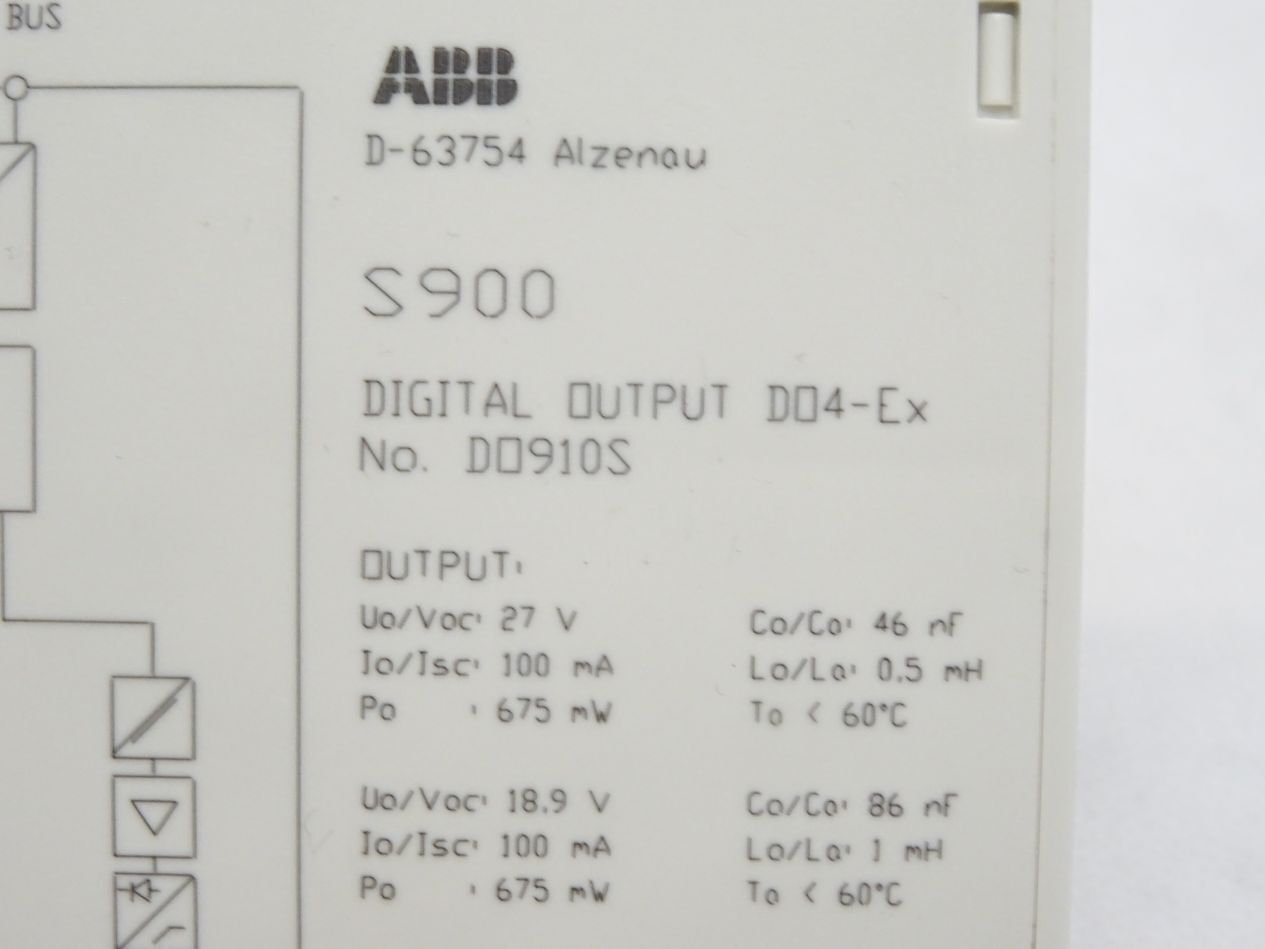 BUS
ABB
D-63754 Alzenau
S900
DIGITAL OUTPUT DO4-Ex
No. DO910S
OUTPUT:
Uo/Voc: 27 V Co/Ca: 46 nF
Io/Isc: 100 mA Lo/La: 0.5 mH
Po : 675 mW Ta < 60°C
Uo/Voc: 18.9 V Co/Ca: 86 nF
Io/Isc: 100 mA Lo/La: 1 mH
Po : 675 mW Ta < 60°C